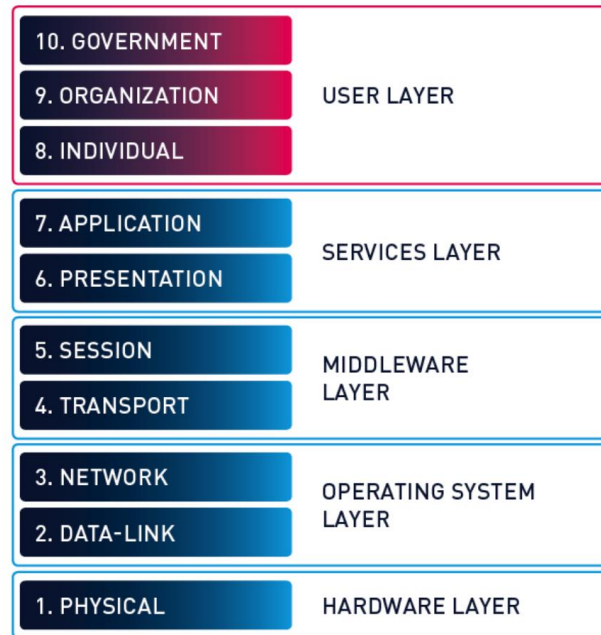 10. GOVERNMENT
9. ORGANIZATION
8. INDIVIDUAL
USER LAYER
7. APPLICATION
6. PRESENTATION
SERVICES LAYER
5. SESSION
4. TRANSPORT
MIDDLEWARE
LAYER
3. NETWORK
2. DATA-LINK
OPERATING SYSTEM
LAYER
1. PHYSICAL
HARDWARE LAYER